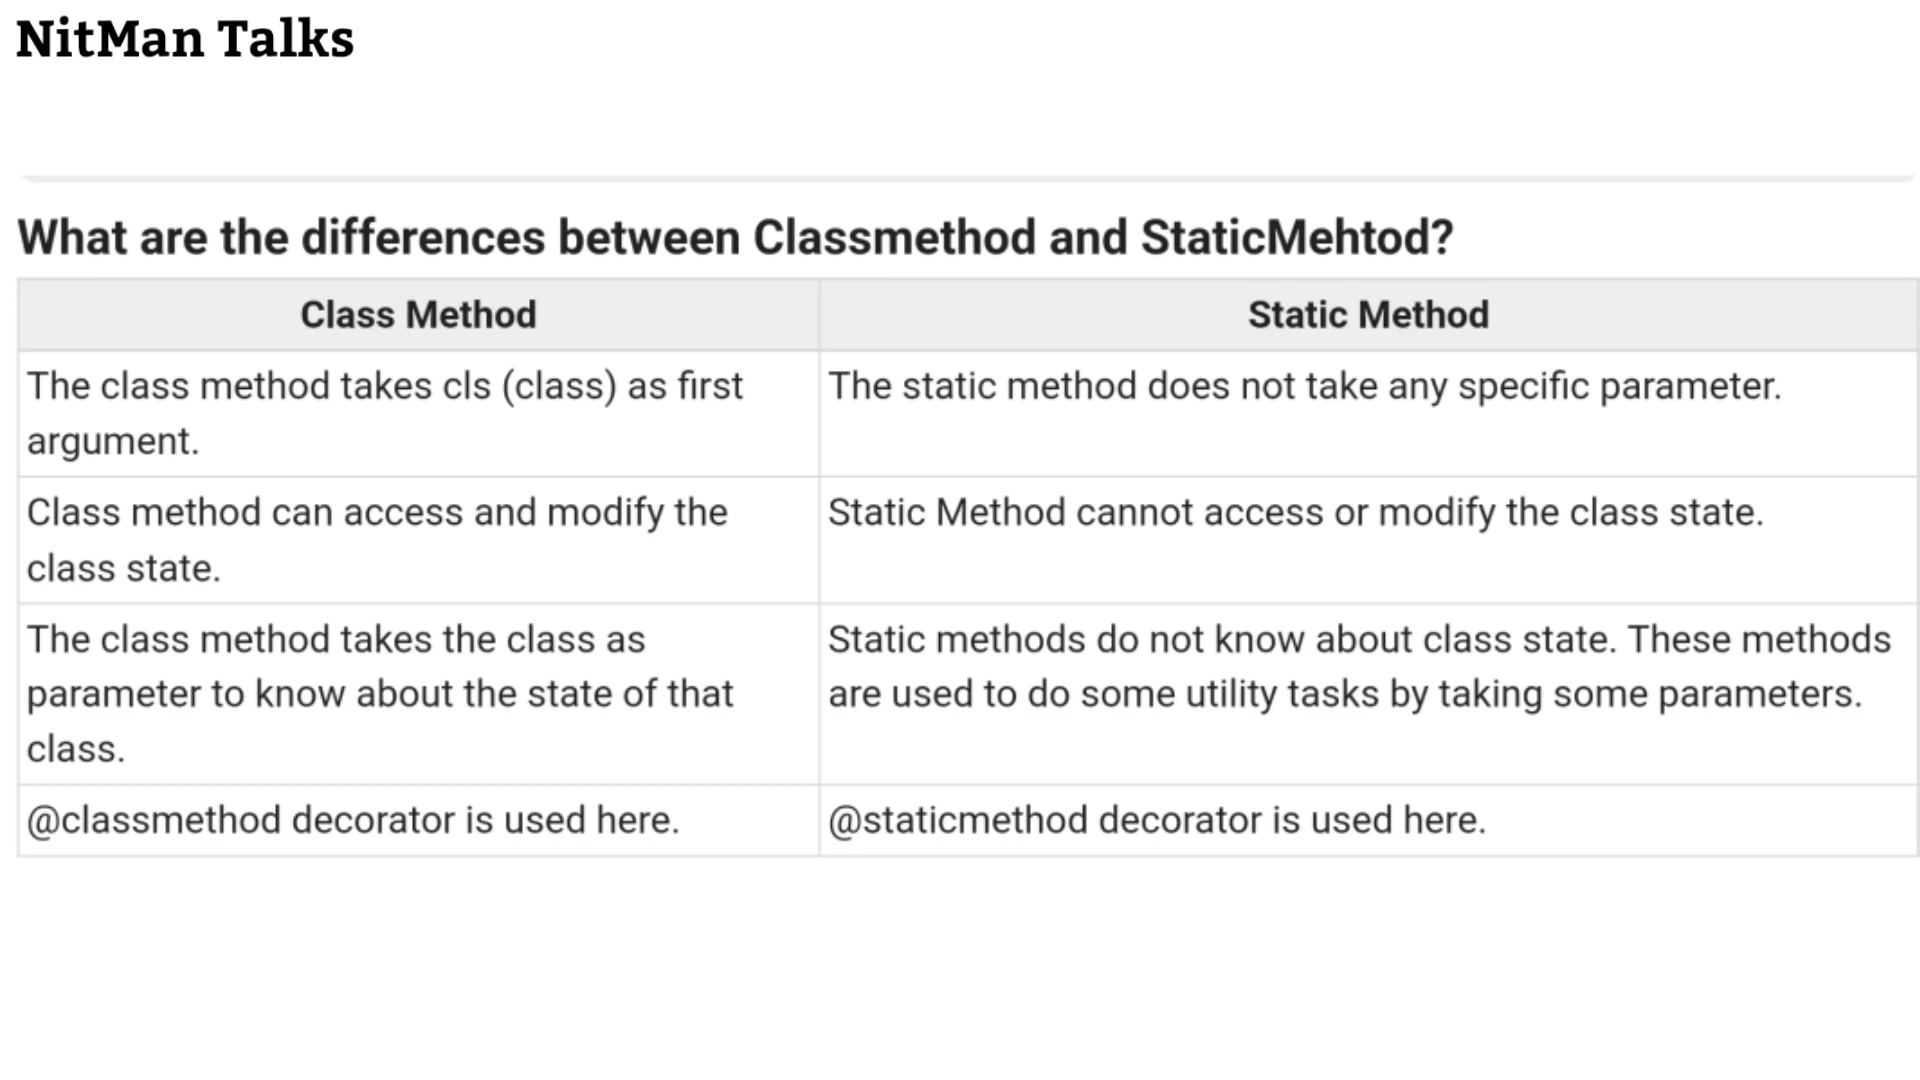 NitMan Talks
What are the differences between Classmethod and StaticMehtod?
Class Method
Static Method
The class method takes cls (class) as first
argument.
The static method does not take any specific parameter.
Class method can access and modify the
class state.
Static Method cannot access or modify the class state.
The class method takes the class as
parameter to know about the state of that
class.
Static methods do not know about class state. These methods
are used to do some utility tasks by taking some parameters.
@classmethod decorator is used here.
@staticmethod decorator is used here.